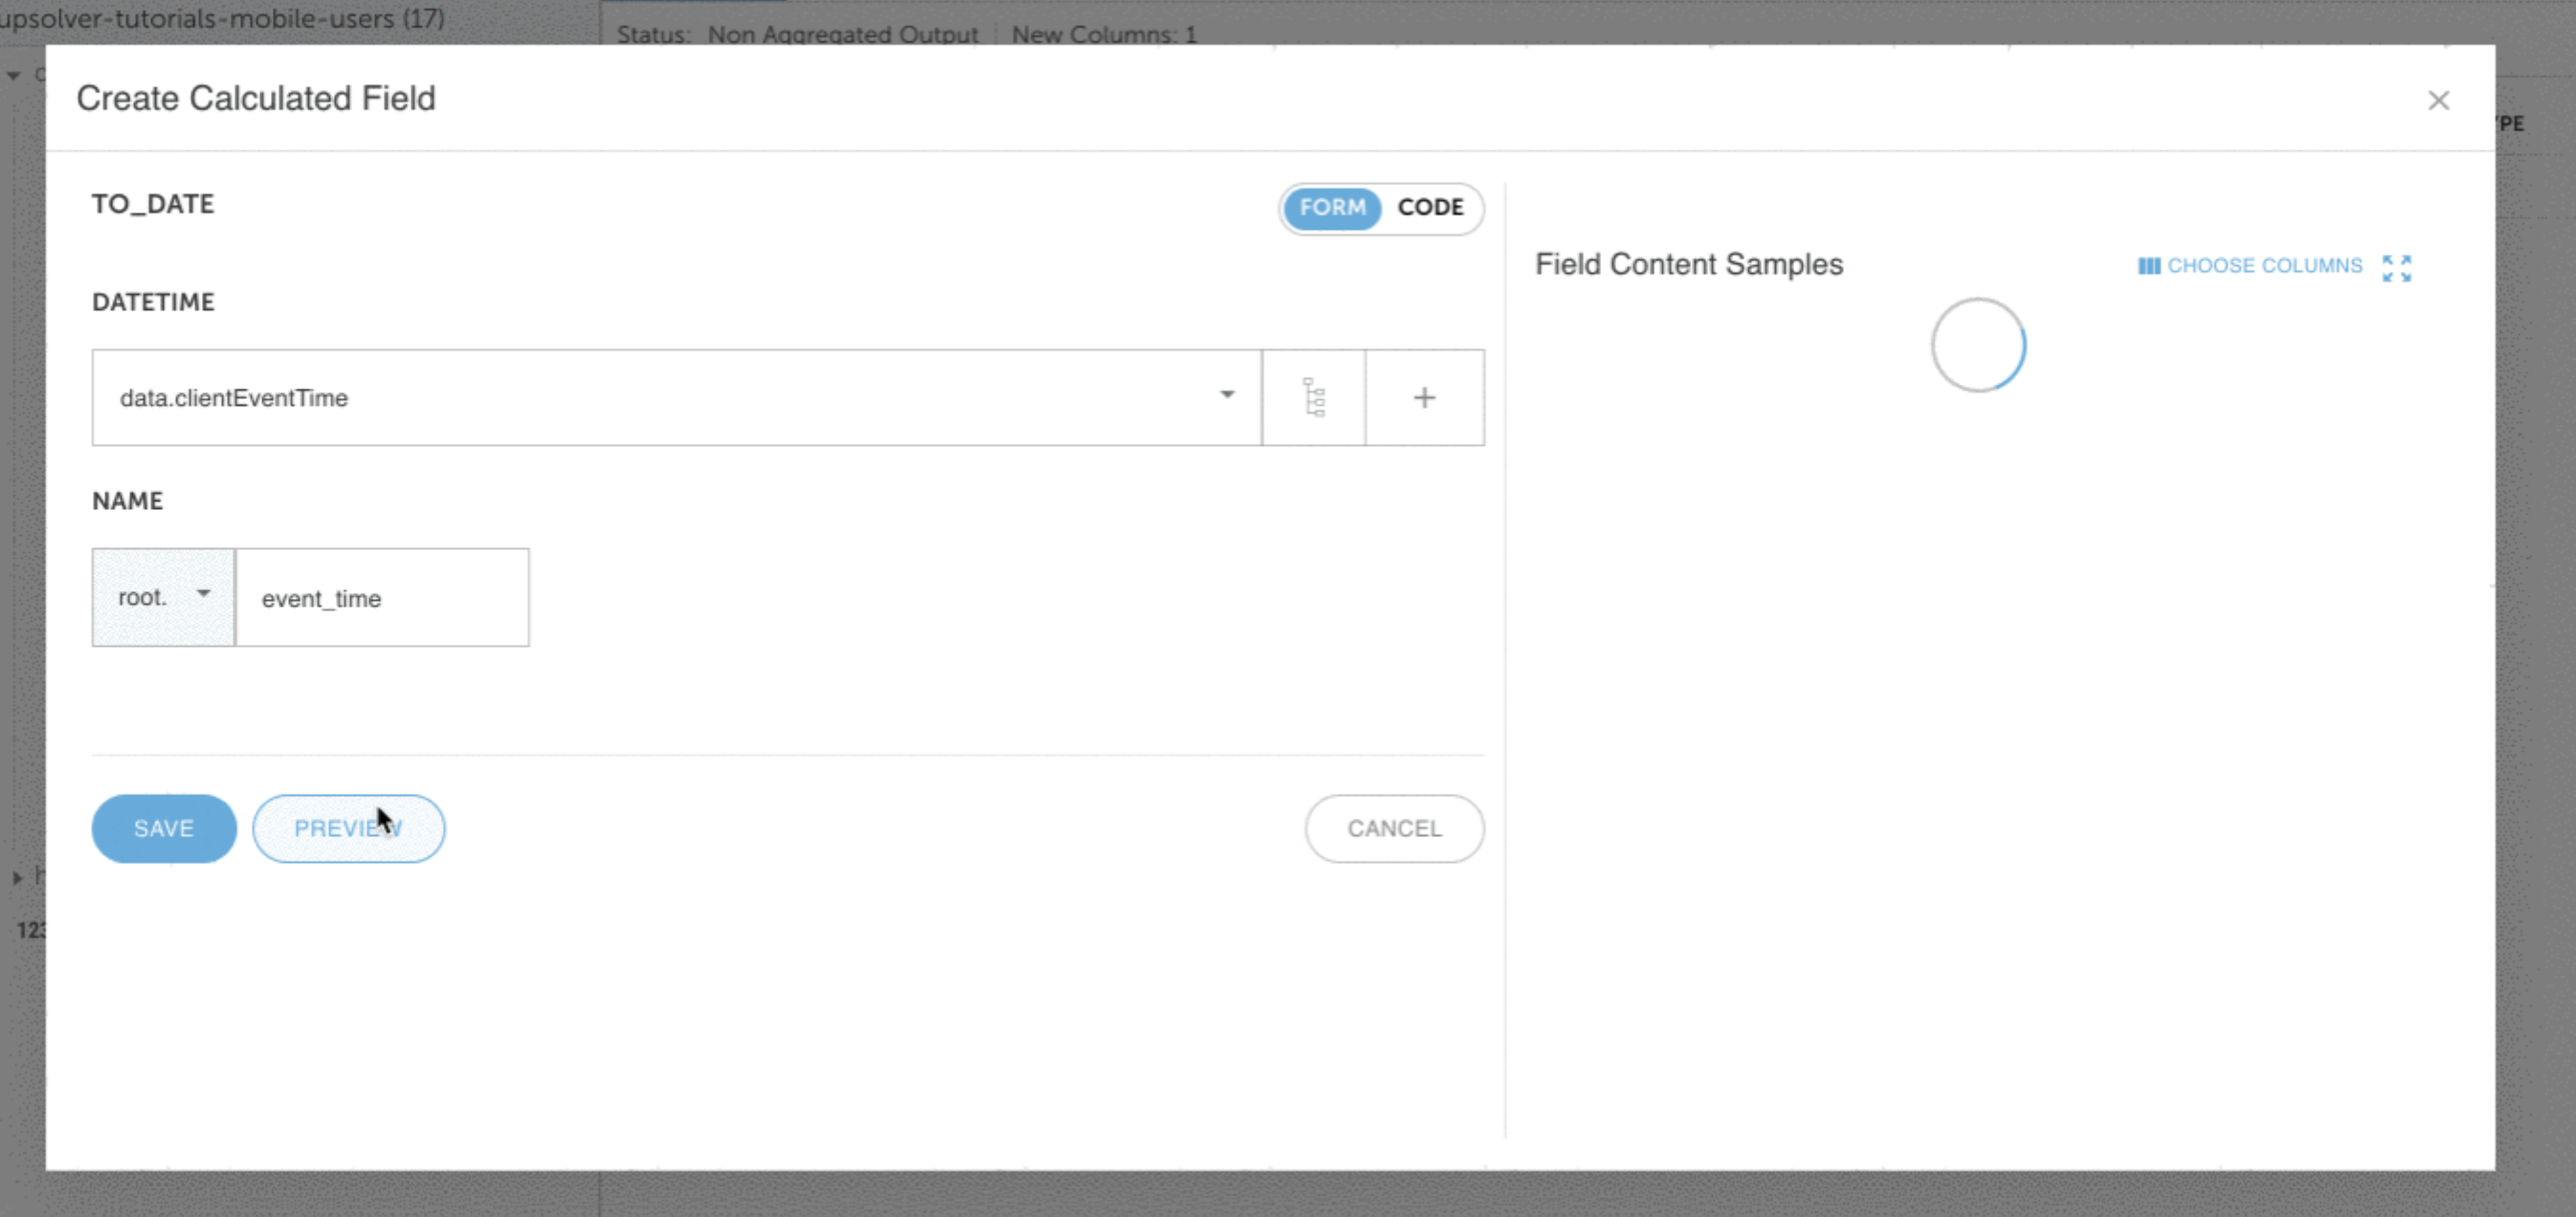 upsolver-tutorials-mobile-users (17)
Status: Non Aggregated Output New Columns: 1
Create Calculated Field
TO_DATE
FORM CODE
Field Content Samples
CHOOSE COLUMNS
DATETIME
data.clientEventTime
+
NAME
root.
event_time
SAVE
PREVIEW
CANCEL
123